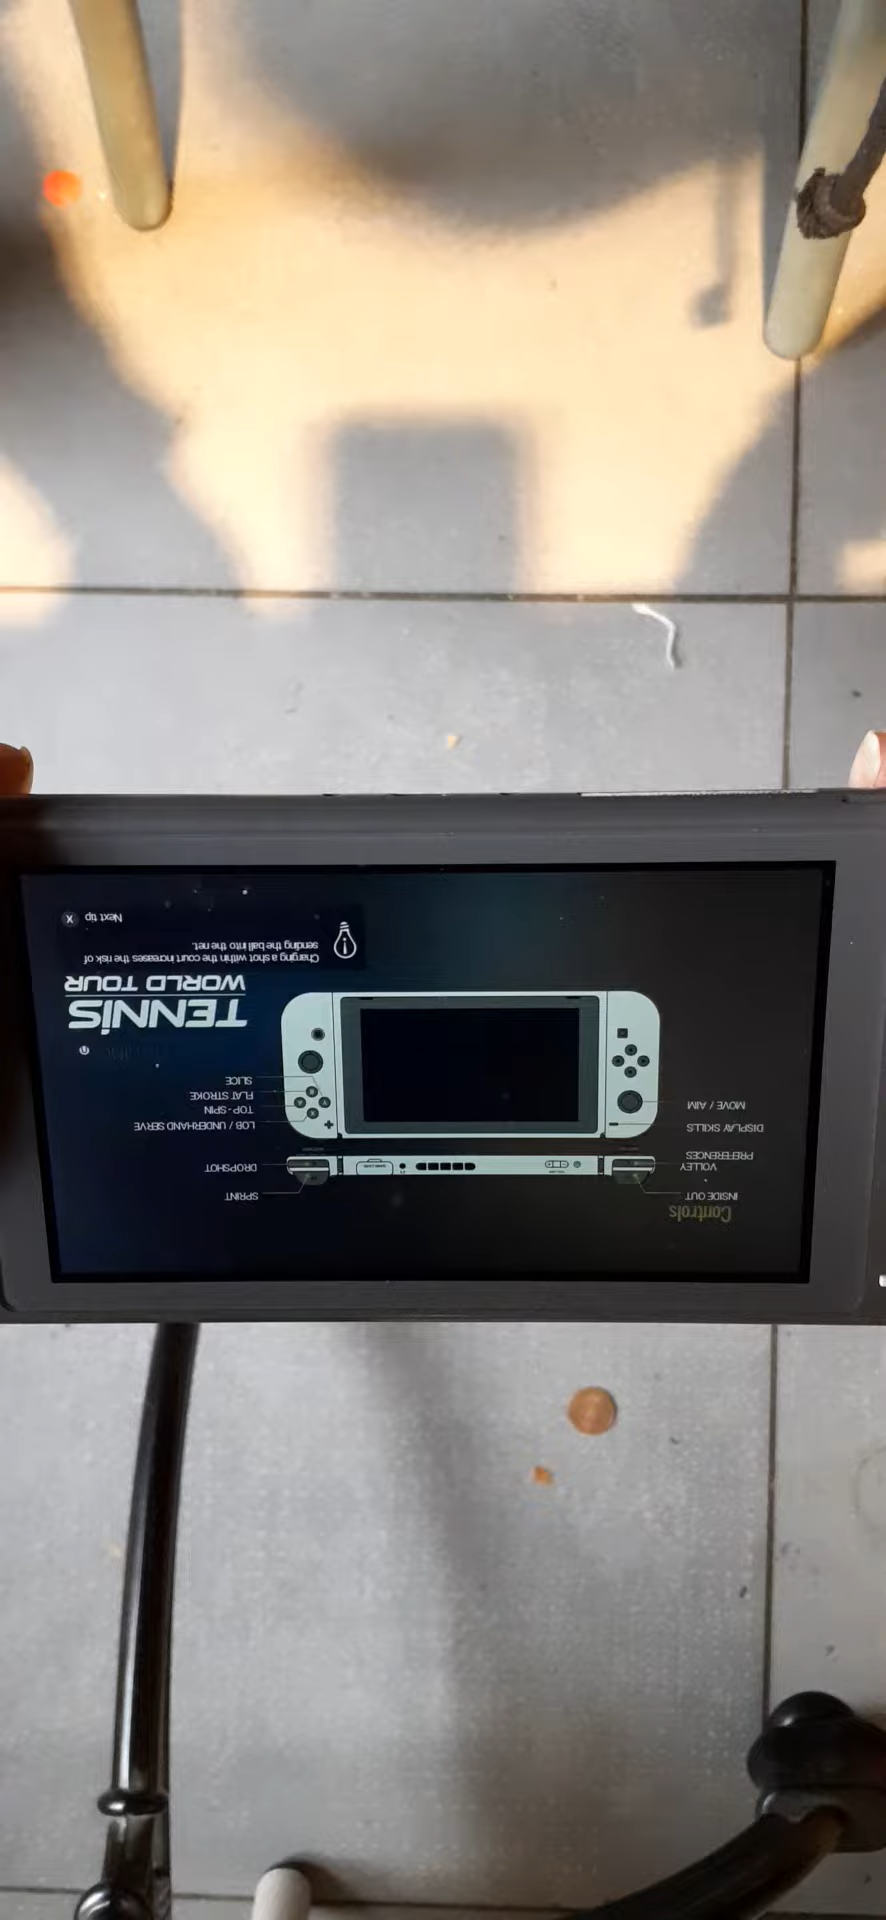 Controls
INSIDE OUT
VOLLEY
PREFERENCES
DISPLAY SKILLS
MOVE / AIM
SPRINT
DROPSHOT
LOB / UNDERHAND SERVE
TOP-SPIN
FLAT STROKE
SLICE
TENNIS
WORLD TOUR
Charging a shot within the court increases the risk of
sending the ball into the net.
Next tip X